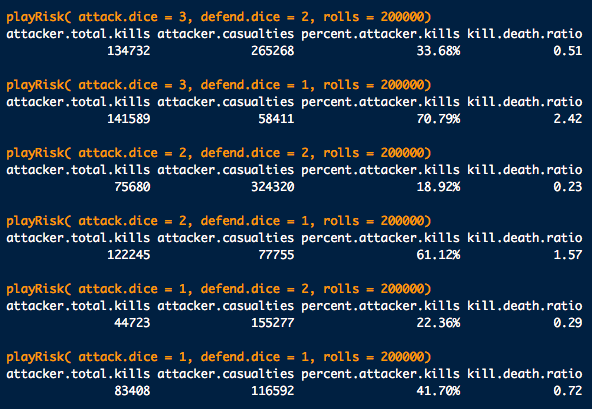 playRisk( attack.dice = 3, defend.dice = 2, rolls = 200000)
attacker.total.kills attacker.casualties percent.attacker.kills kill.death.ratio
134732 265268 33.68% 0.51
playRisk( attack.dice = 3, defend.dice = 1, rolls = 200000)
attacker.total.kills attacker.casualties percent.attacker.kills kill.death.ratio
141589 58411 70.79% 2.42
playRisk( attack.dice = 2, defend.dice = 2, rolls = 200000)
attacker.total.kills attacker.casualties percent.attacker.kills kill.death.ratio
75680 324320 18.92% 0.23
playRisk( attack.dice = 2, defend.dice = 1, rolls = 200000)
attacker.total.kills attacker.casualties percent.attacker.kills kill.death.ratio
122245 77755 61.12% 1.57
playRisk( attack.dice = 1, defend.dice = 2, rolls = 200000)
attacker.total.kills attacker.casualties percent.attacker.kills kill.death.ratio
44723 155277 22.36% 0.29
playRisk( attack.dice = 1, defend.dice = 1, rolls = 200000)
attacker.total.kills attacker.casualties percent.attacker.kills kill.death.ratio
83408 116592 41.70% 0.72